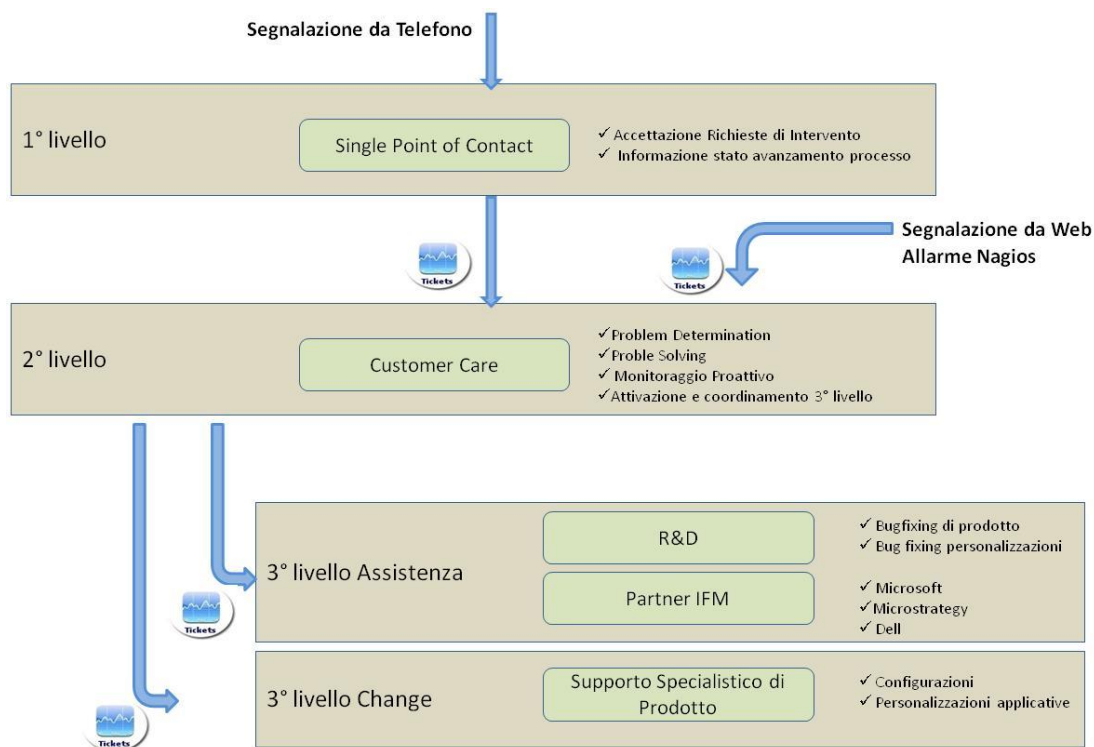 Segnalazione da Telefono
1° livello
Single Point of Contact
✓ Accettazione Richieste di Intervento
✓ Informazione stato avanzamento processo
Tickets
Tickets
Segnalazione da Web
Allarme Nagios
2° livello
Customer Care
✓ Problem Determination
✓ Proble Solving
✓ Monitoraggio Proattivo
✓ Attivazione e coordinamento 3° livello
3° livello Assistenza
R&D
✓ Bugfixing di prodotto
✓ Bug fixing personalizzazioni
Partner IFM
✓ Microsoft
✓ Microstrategy
✓ Dell
Tickets
3° livello Change
Supporto Specialistico di
Prodotto
✓ Configurazioni
✓ Personalizzazioni applicative
Tickets